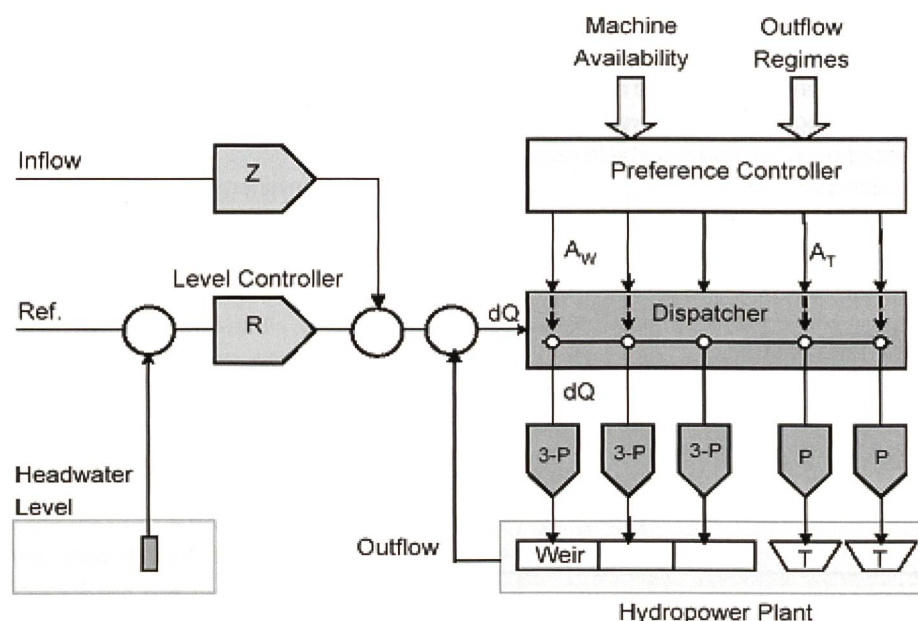 Machine
Availability
Outflow
Regimes
Inflow
Z
Preference Controller
Level Controller
A_W
A_T
Ref.
R
dQ
Dispatcher
dQ
3-P
3-P
3-P
P
P
Headwater
Level
Outflow
Weir
T
T
Hydropower Plant